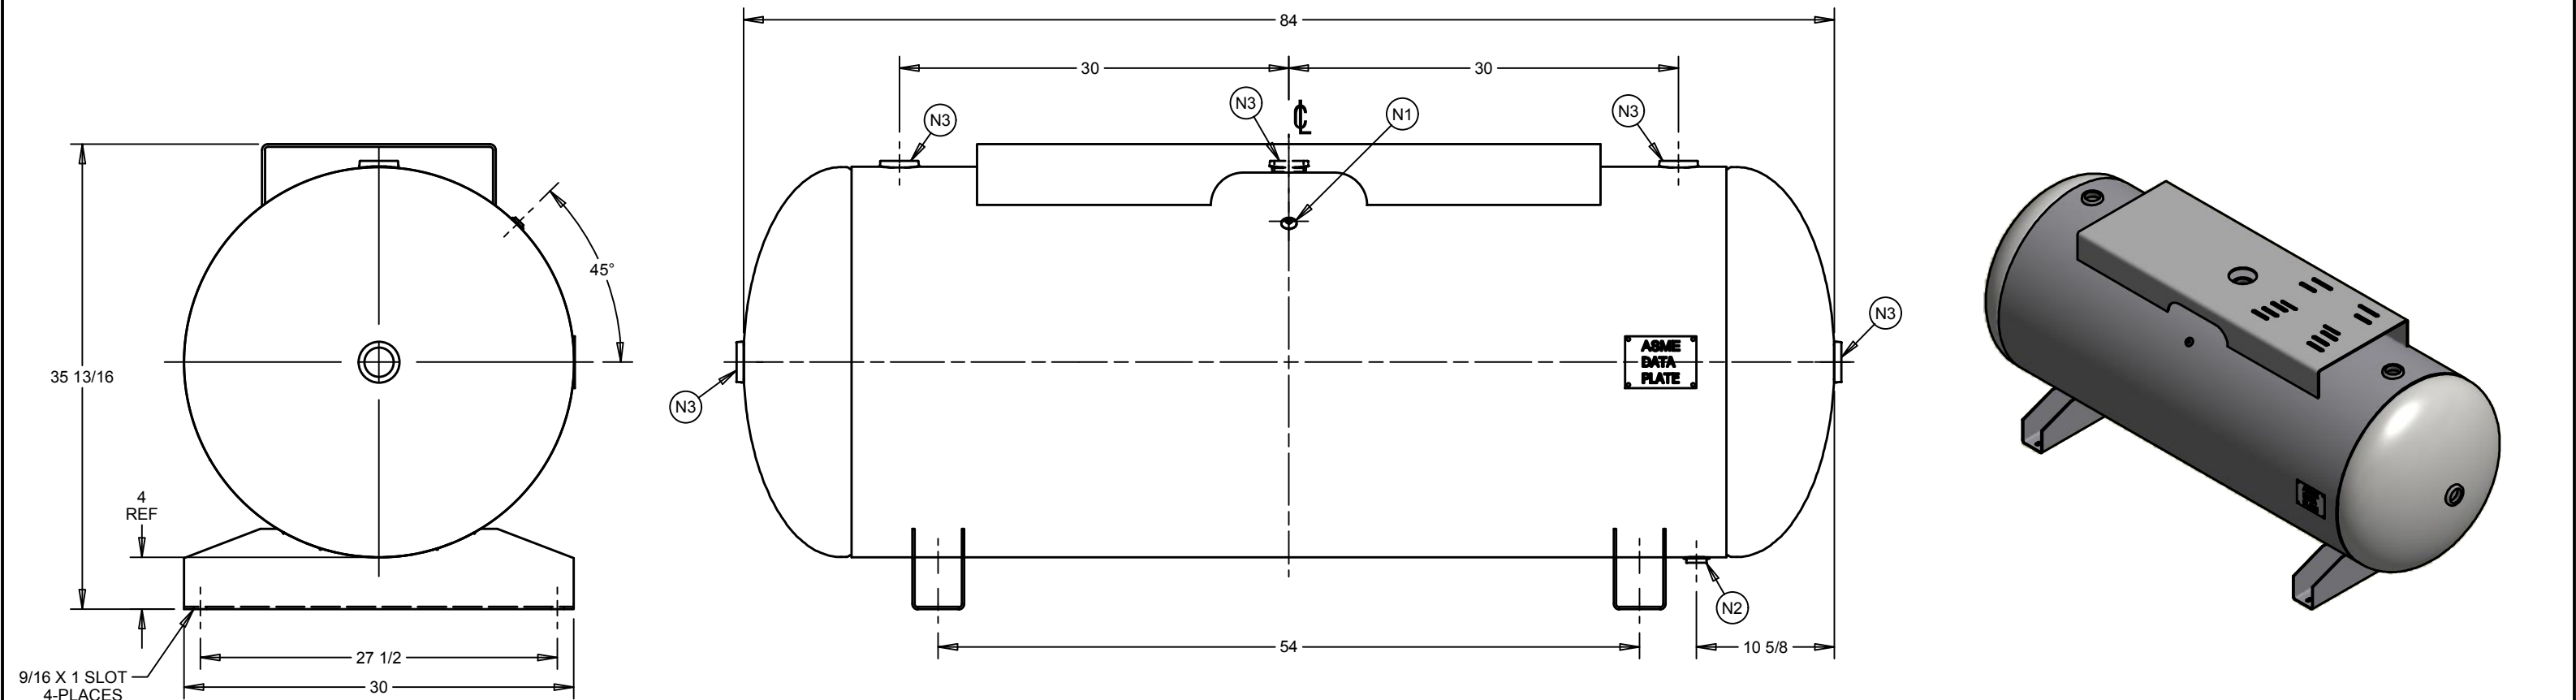 84
30
30
N3
N3
℄
N1
N3
45°
N3
35 13/16
ASME
DATA
PLATE
N3
4
REF
N2
54
10 5/8
27 1/2
9/16 X 1 SLOT
4-PLACES
30